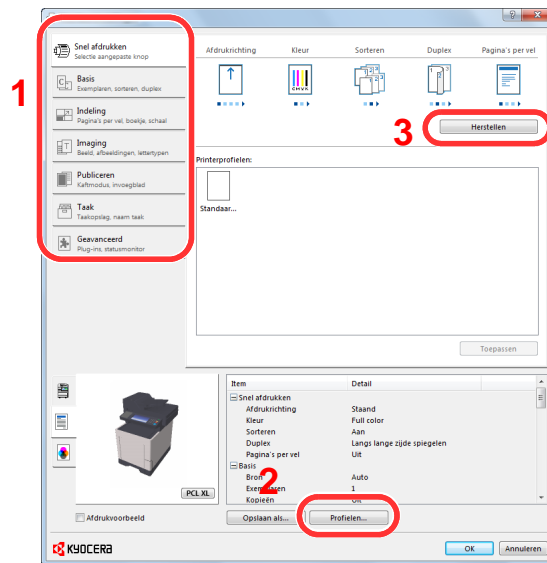 1
Snel afdrukken
Selectie aangepaste knop
Basis
Exemplaren, sorteren, duplex
Indeling
Pagina's per vel, boekje, schaal
Imaging
Beeld, afbeeldingen, lettertypen
Publiceren
Kaftmodus, invoegblad
Taak
Taakopslag, naam taak
Geavanceerd
Plug-ins, statusmonitor
Afdrukrichting Kleur Sorteren Duplex Pagina's per vel
CMYK
3 Herstellen
Printerprofielen:
Standaar...
Toepassen
Item Detail
Snel afdrukken
Afdrukrichting Staand
Kleur Full color
Sorteren Aan
Duplex Langs lange zijde spiegelen
Pagina's per vel Uit
Basis
Bron Auto
Exemplaren 1
Kopieën Uit
2
PCL XL
Afdrukvoorbeeld
Opslaan als... Profielen...
KYOCERA
OK Annuleren